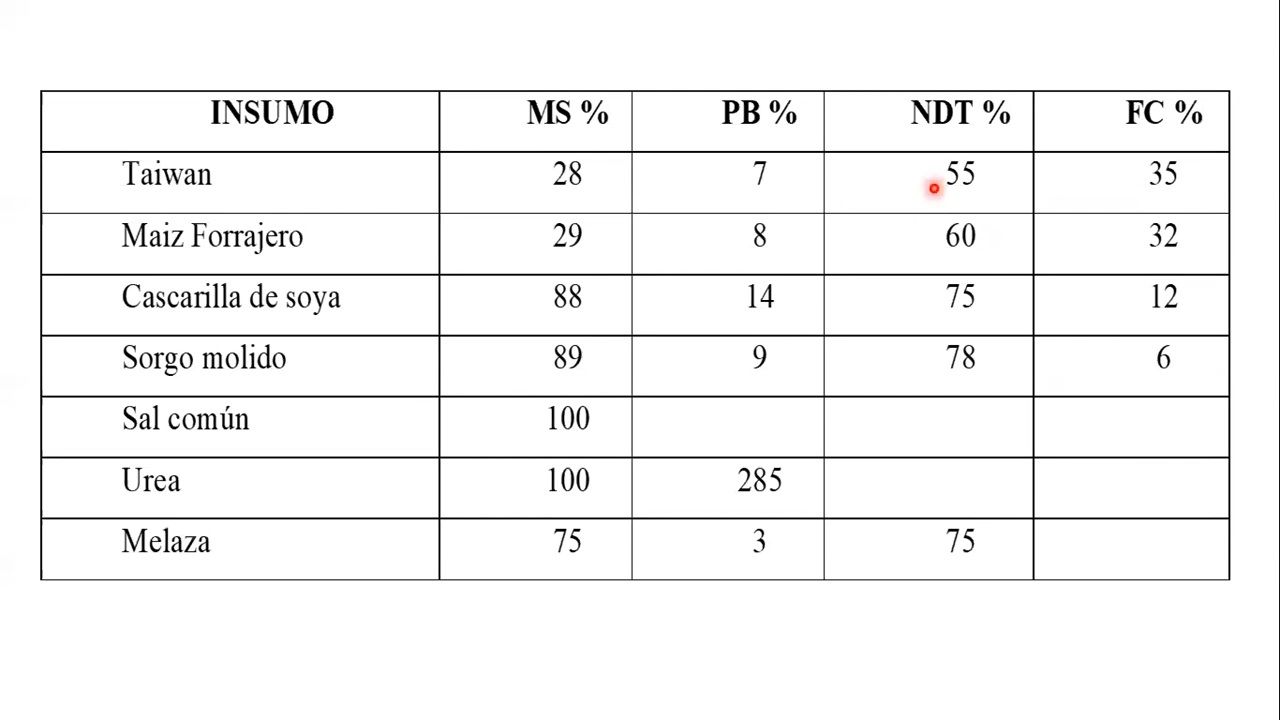 INSUMO MS % PB % NDT % FC %
Taiwan 28 7 55 35
Maiz Forrajero 29 8 60 32
Cascarilla de soya 88 14 75 12
Sorgo molido 89 9 78 6
Sal común 100
Urea 100 285
Melaza 75 3 75